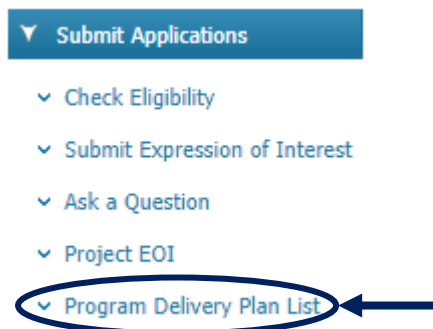 Submit Applications
Check Eligibility
Submit Expression of Interest
Ask a Question
Project EOI
Program Delivery Plan List